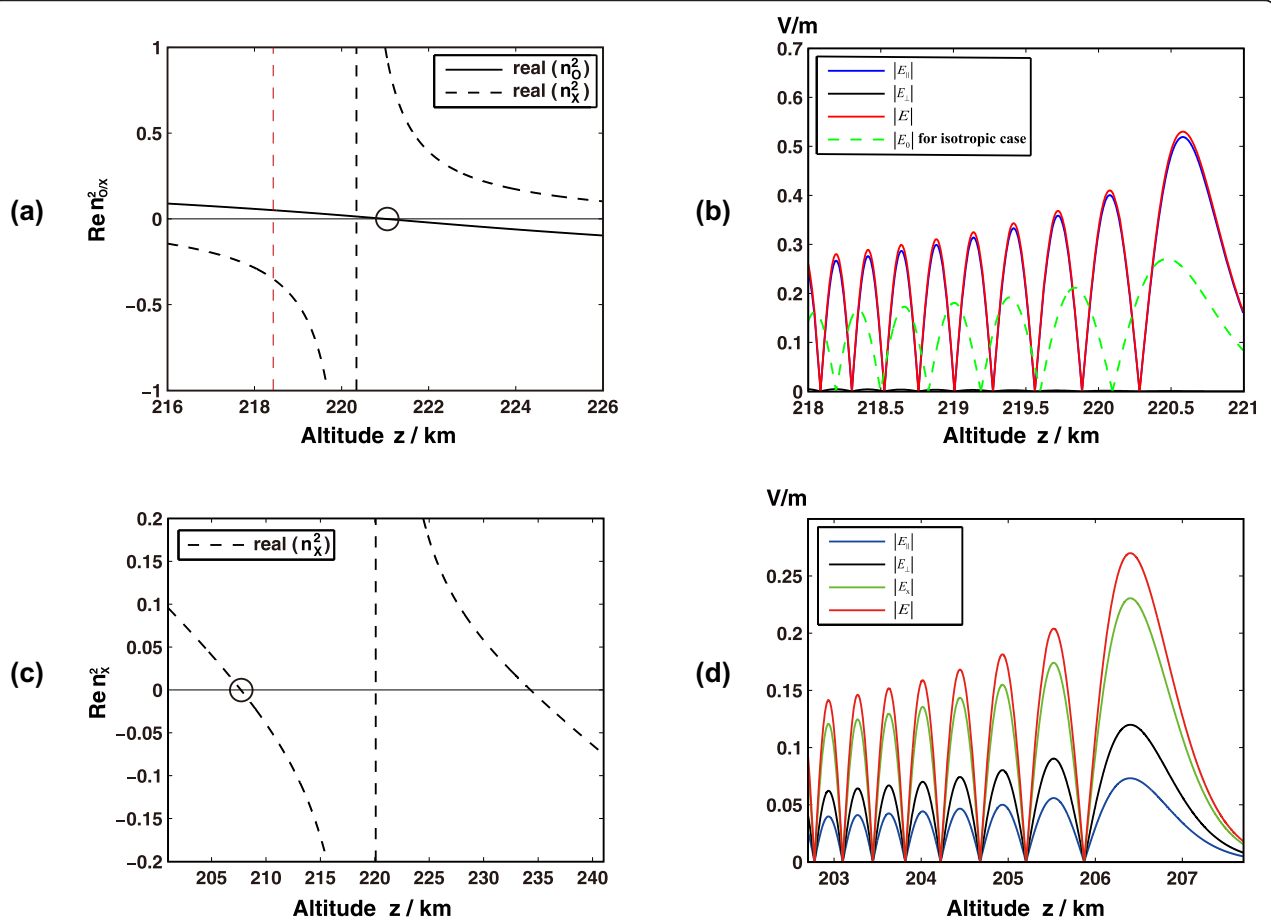 (a)
Re n²O/X
1
0.5
0
−0.5
−1
real (n²O)
real (n²X)
216
218
220
222
224
226
Altitude z / km
(b)
V/m
0.7
0.6
0.5
0.4
0.3
0.2
0.1
0
|E∥|
|E⊥|
|E|
|E₀| for isotropic case
218
218.5
219
219.5
220
220.5
221
Altitude z / km
(c)
Re n²X
0.2
0.15
0.1
0.05
0
−0.05
−0.1
−0.15
−0.2
real (n²X)
205
210
215
220
225
230
235
240
Altitude z / km
(d)
V/m
0.25
0.2
0.15
0.1
0.05
0
|E∥|
|E⊥|
|Eₓ|
|E|
203
204
205
206
207
Altitude z / km